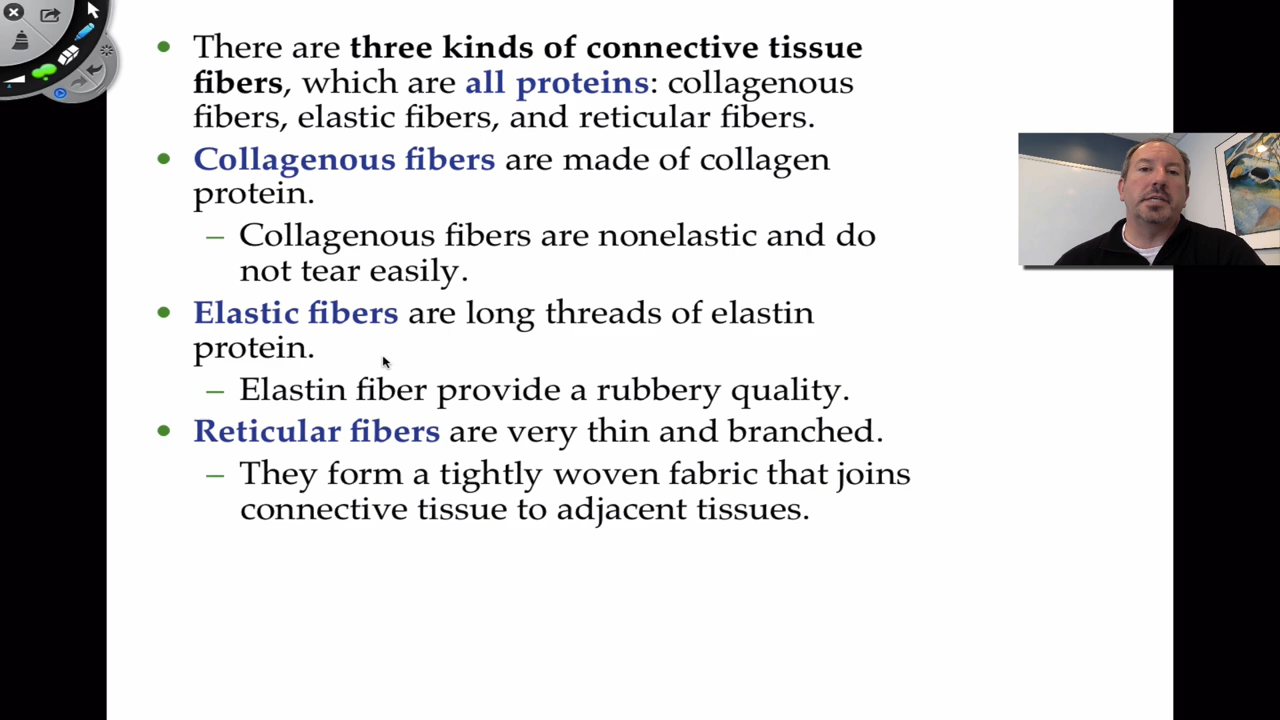 • There are three kinds of connective tissue
fibers, which are all proteins: collagenous
fibers, elastic fibers, and reticular fibers.
• Collagenous fibers are made of collagen
protein.
– Collagenous fibers are nonelastic and do
not tear easily.
• Elastic fibers are long threads of elastin
protein.
– Elastin fiber provide a rubbery quality.
• Reticular fibers are very thin and branched.
– They form a tightly woven fabric that joins
connective tissue to adjacent tissues.